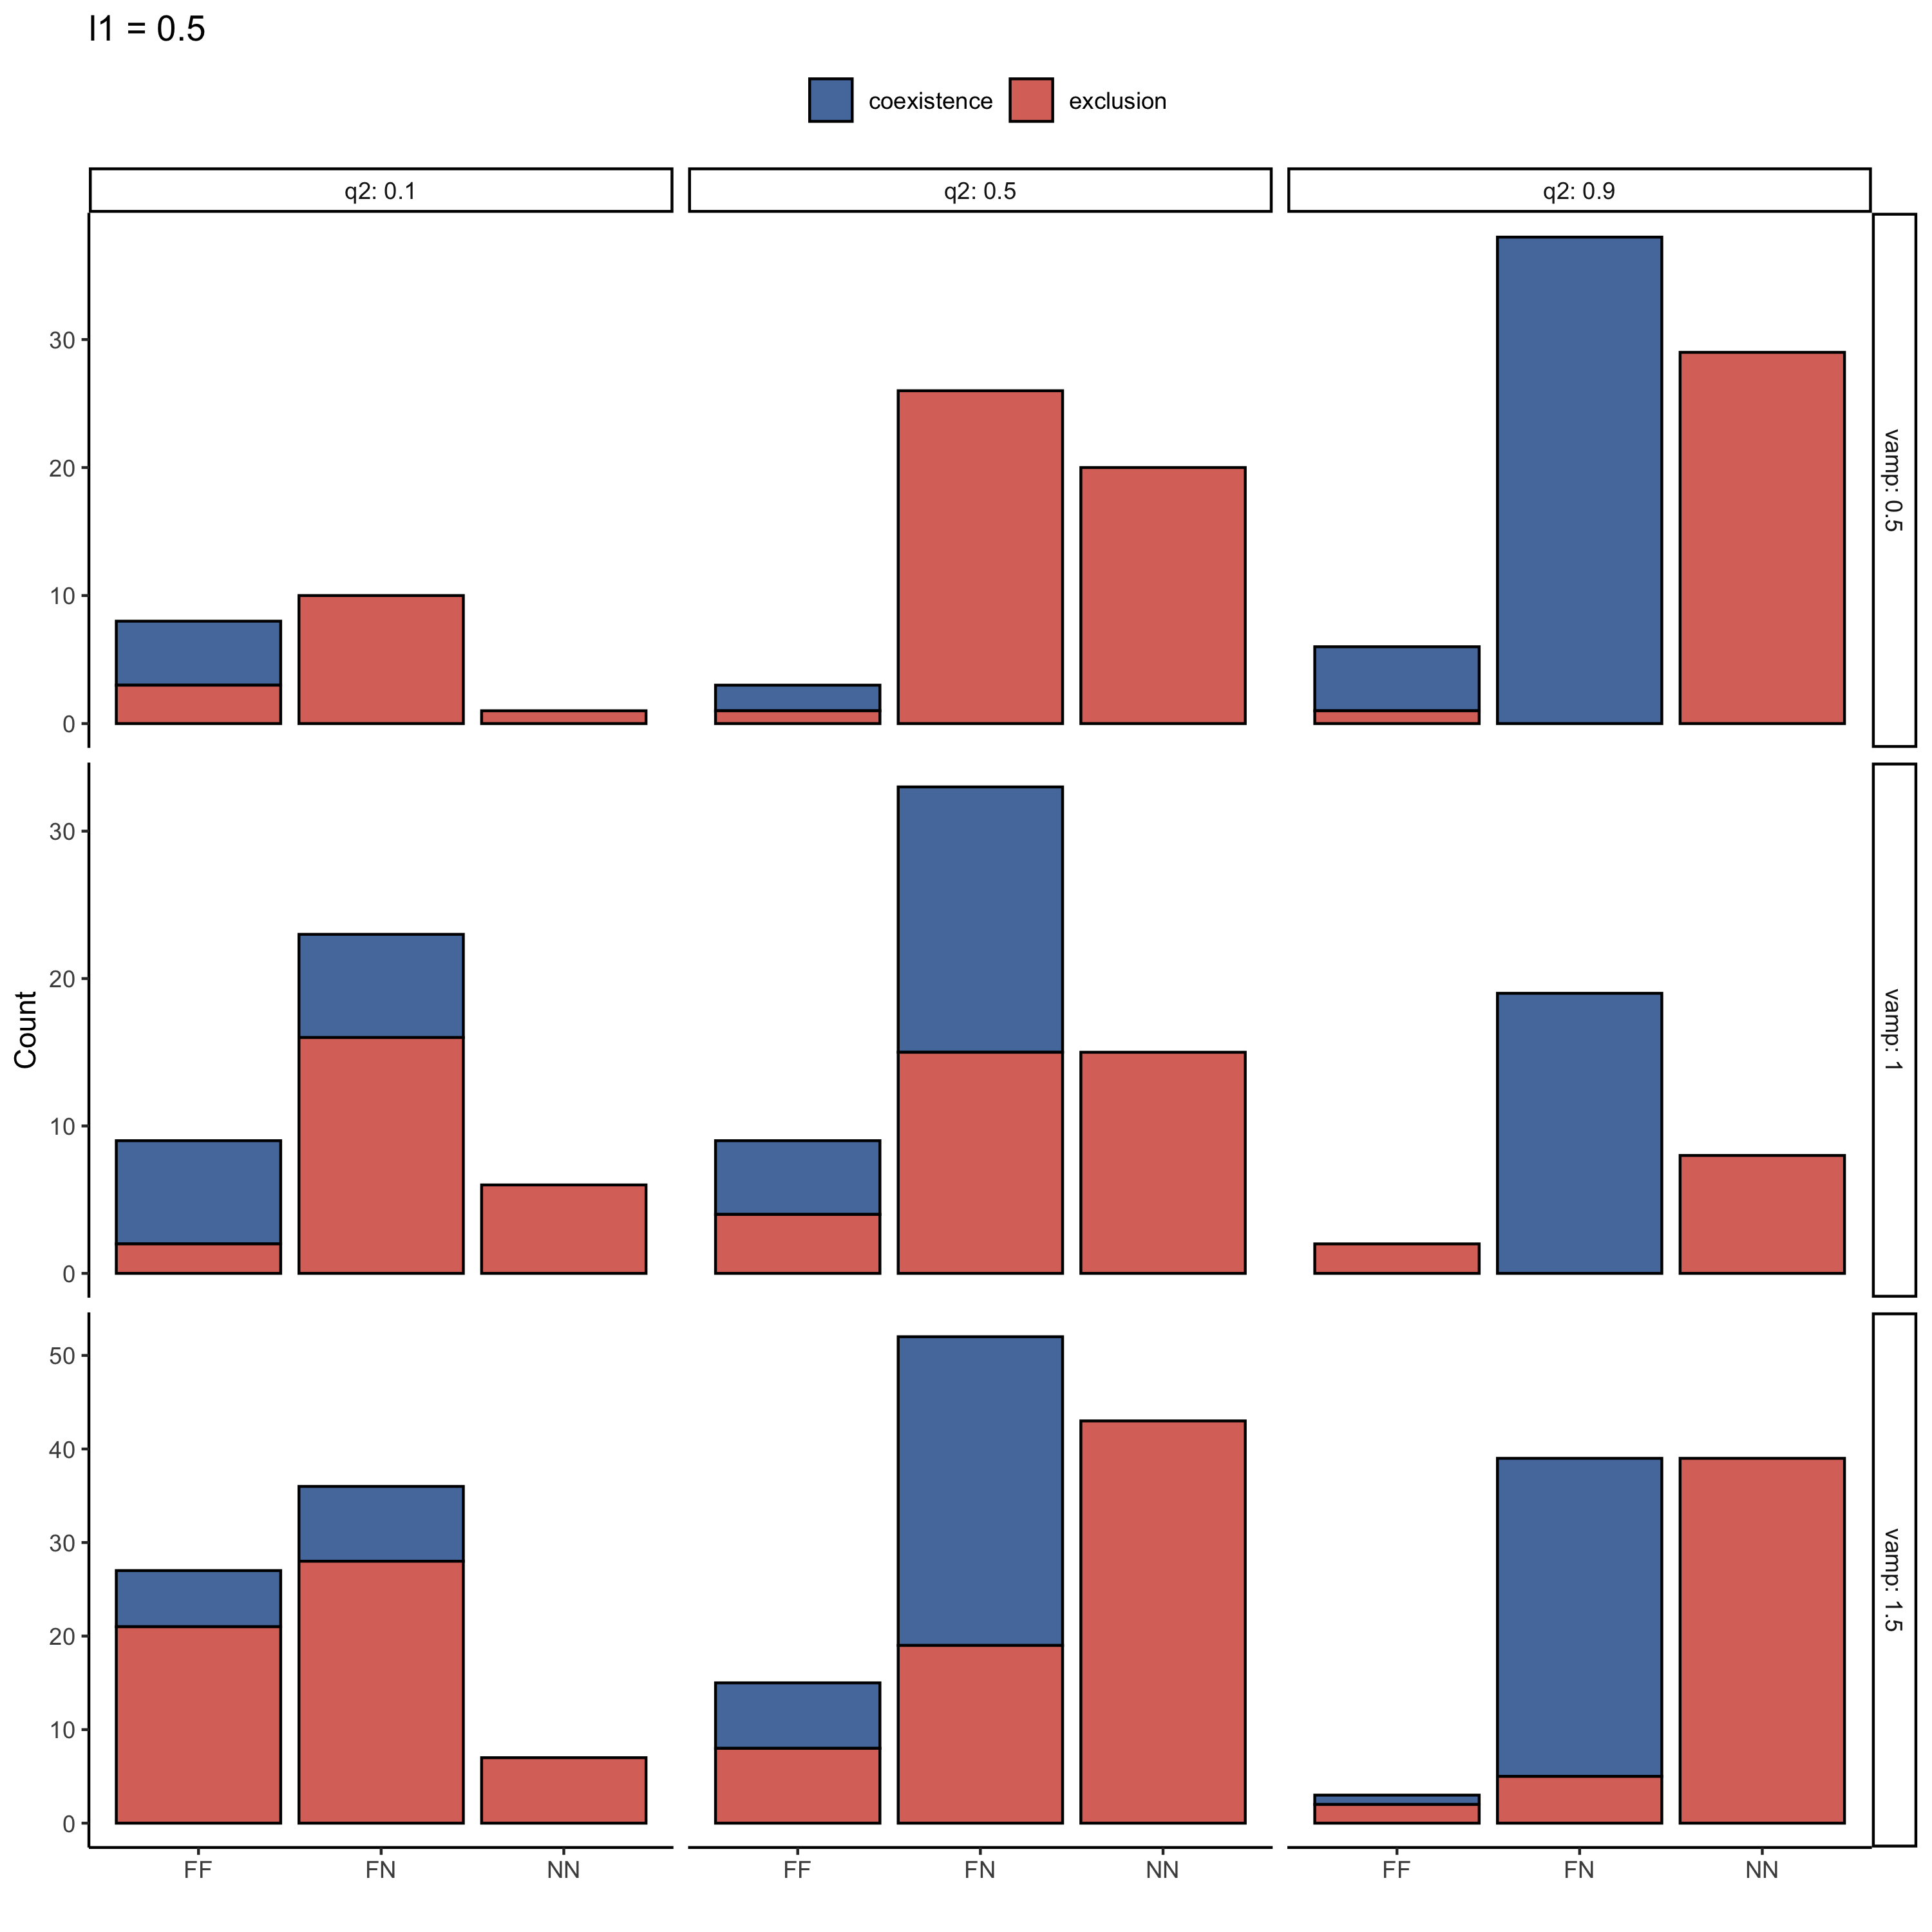 l1 = 0.5
coexistence exclusion
q2: 0.1 q2: 0.5 q2: 0.9
30
20
10
0
vamp: 0.5
Count
30
20
10
0
vamp: 1
50
40
30
20
10
0
vamp: 1.5
FF FN NN FF FN NN FF FN NN